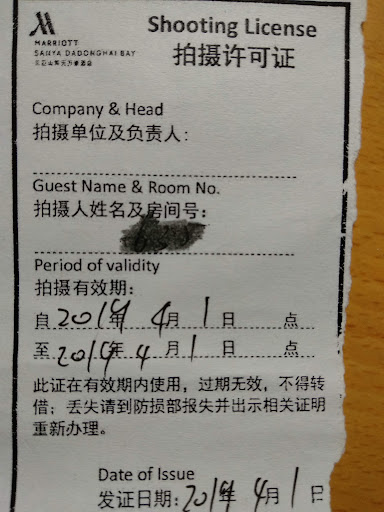 MARRIOTT
SANYA DADONGHAI BAY
三亚山海天万豪酒店
Shooting License
拍摄许可证
Company & Head
拍摄单位及负责人:
Guest Name & Room No.
拍摄人姓名及房间号:
Period of validity
拍摄有效期:
自2019年 4月 1日 点
至2019年 4月 1日 点
此证在有效期内使用，过期无效，不得转
借；丢失请到防损部报失并出示相关证明
重新办理。
Date of Issue
发证日期:2019年 4月 1日